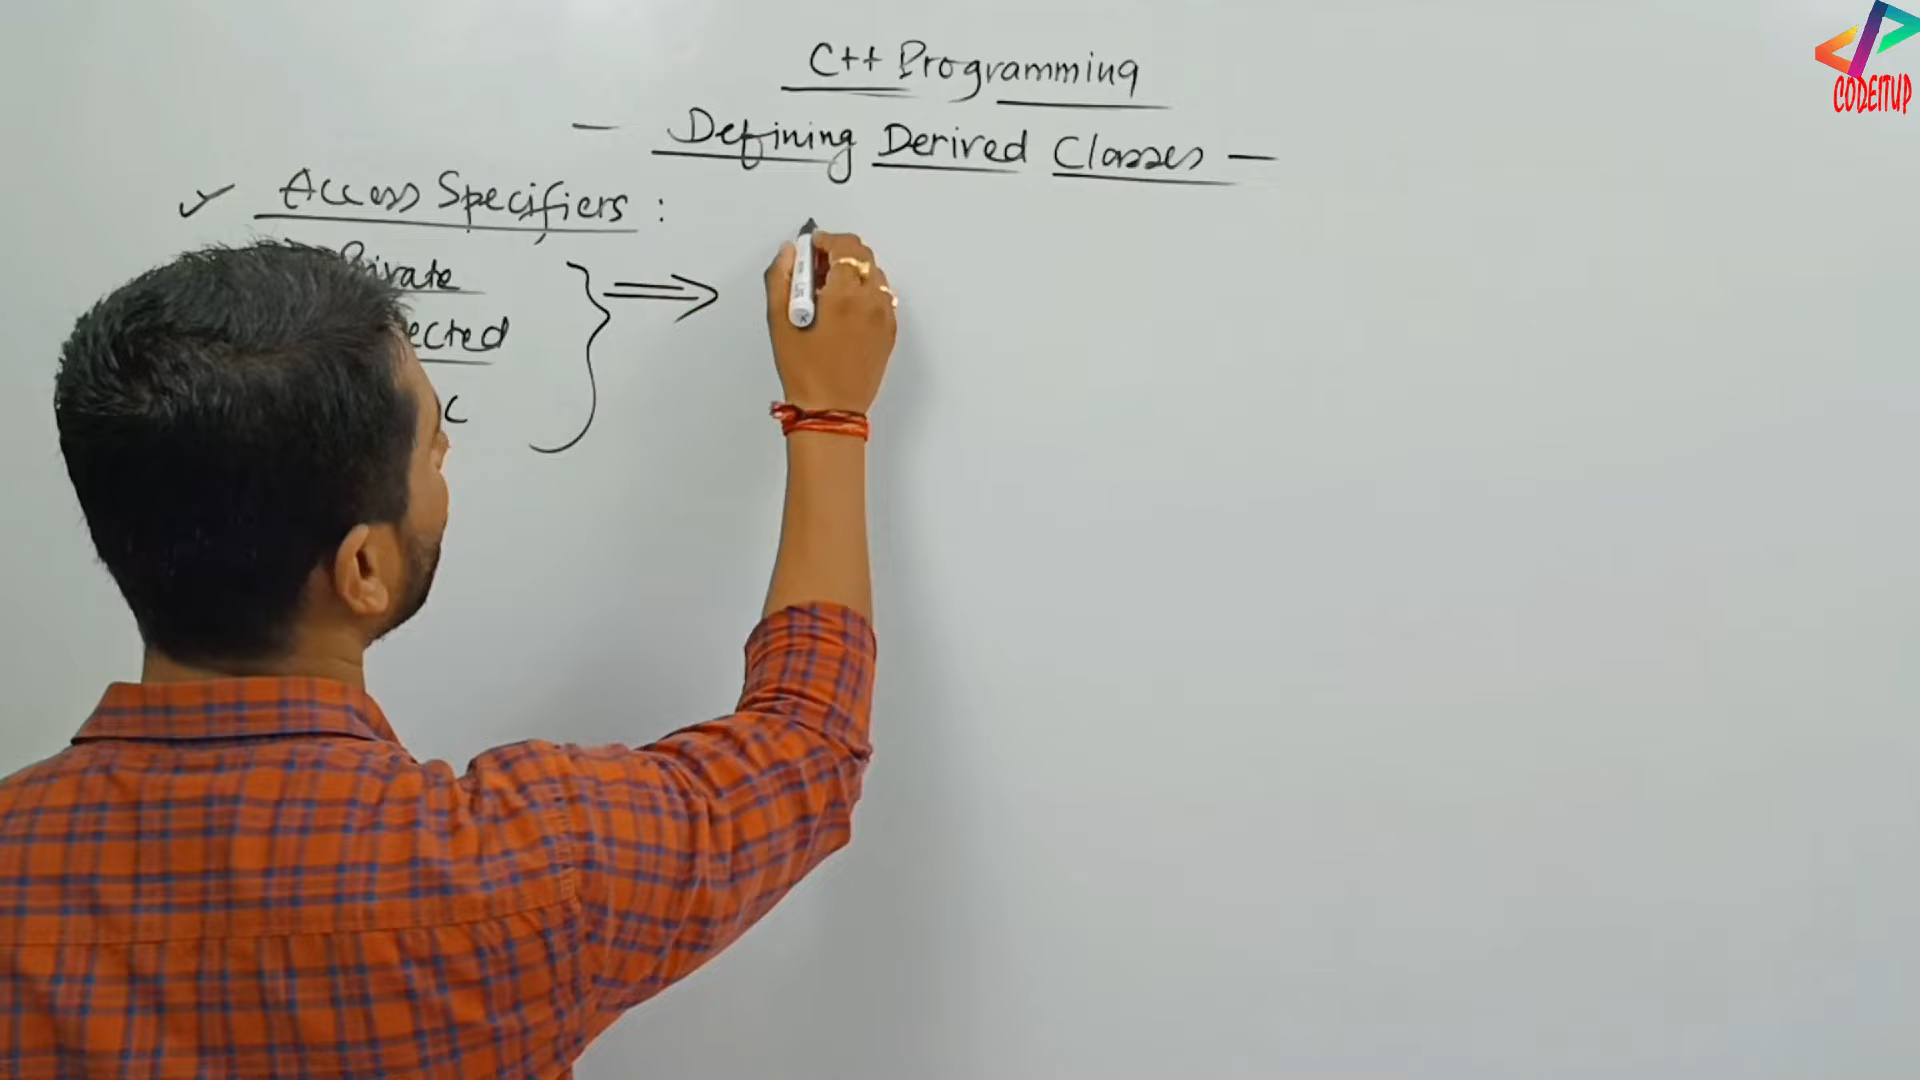 C++ Programming
— Defining Derived Classes —
✓ Access Specifiers :
Private
ected
c
CODEITUP